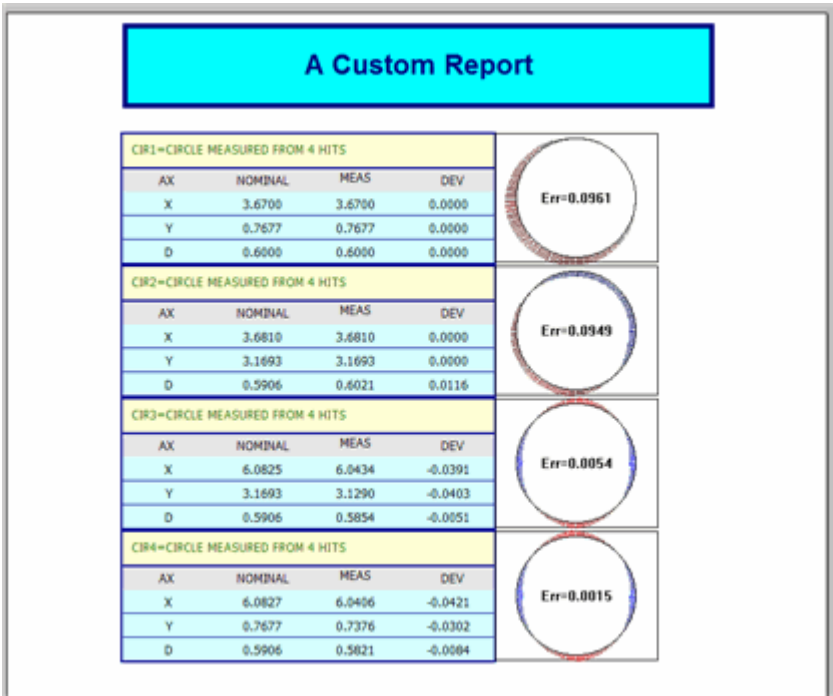 A Custom Report
CIR1=CIRCLE MEASURED FROM 4 HITS
AX NOMINAL MEAS DEV
X 3.6700 3.6700 0.0000
Y 0.7677 0.7677 0.0000
D 0.6000 0.6000 0.0000
Err=0.0961
CIR2=CIRCLE MEASURED FROM 4 HITS
AX NOMINAL MEAS DEV
X 3.6810 3.6810 0.0000
Y 3.1693 3.1693 0.0000
D 0.5906 0.6021 0.0116
Err=0.0949
CIR3=CIRCLE MEASURED FROM 4 HITS
AX NOMINAL MEAS DEV
X 6.0825 6.0434 -0.0391
Y 3.1693 3.1290 -0.0403
D 0.5906 0.5854 -0.0051
Err=0.0054
CIR4=CIRCLE MEASURED FROM 4 HITS
AX NOMINAL MEAS DEV
X 6.0827 6.0406 -0.0421
Y 0.7677 0.7376 -0.0302
D 0.5906 0.5821 -0.0084
Err=0.0015